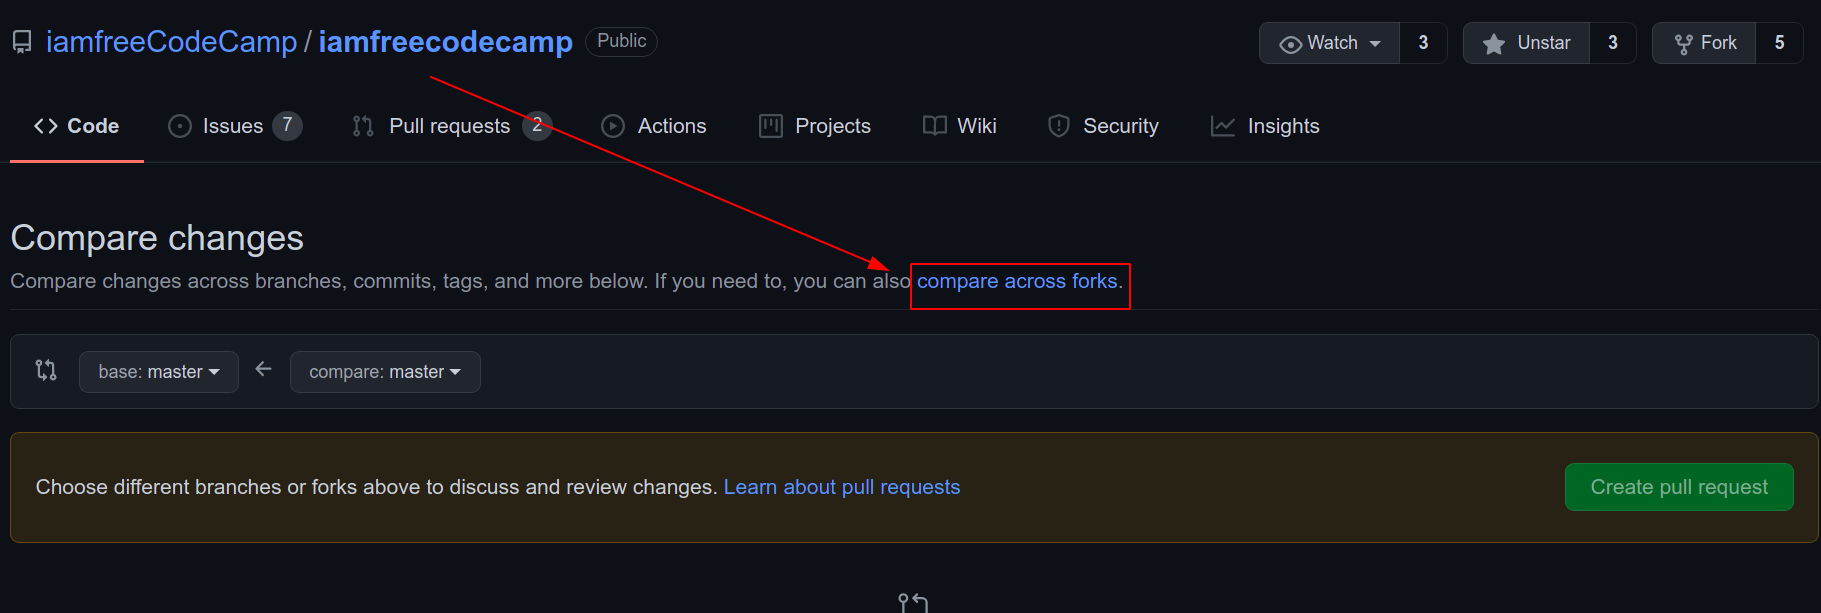 iamfreeCodeCamp / iamfreecodecamp Public Watch 3 Unstar 3 Fork 5
Code Issues 7 Pull requests 2 Actions Projects Wiki Security Insights
Compare changes
Compare changes across branches, commits, tags, and more below. If you need to, you can also compare across forks.
base: master compare: master
Choose different branches or forks above to discuss and review changes. Learn about pull requests Create pull request